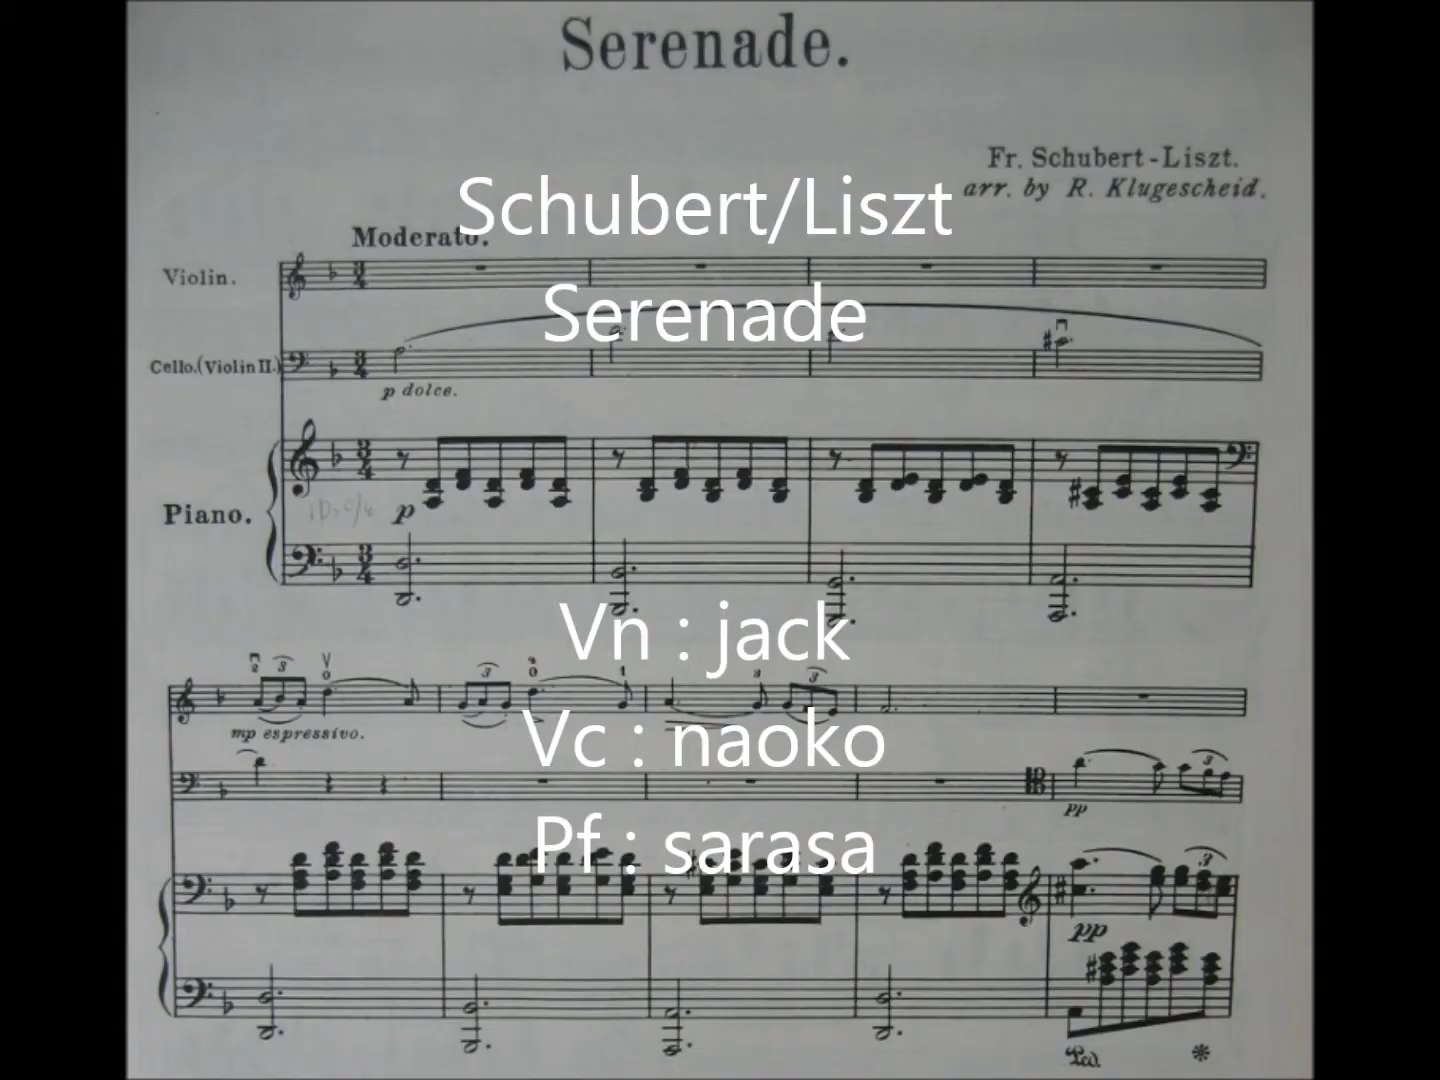 Serenade.
Fr. Schubert-Liszt.
arr. by R. Klugescheid.
Schubert/Liszt
Moderato.
Violin.
Serenade
Cello.(Violin II.)
p dolce.
Piano.
p
Vn : jack
mp espressivo.
Vc : naoko
pp
Pf : sarasa
pp
Ped.